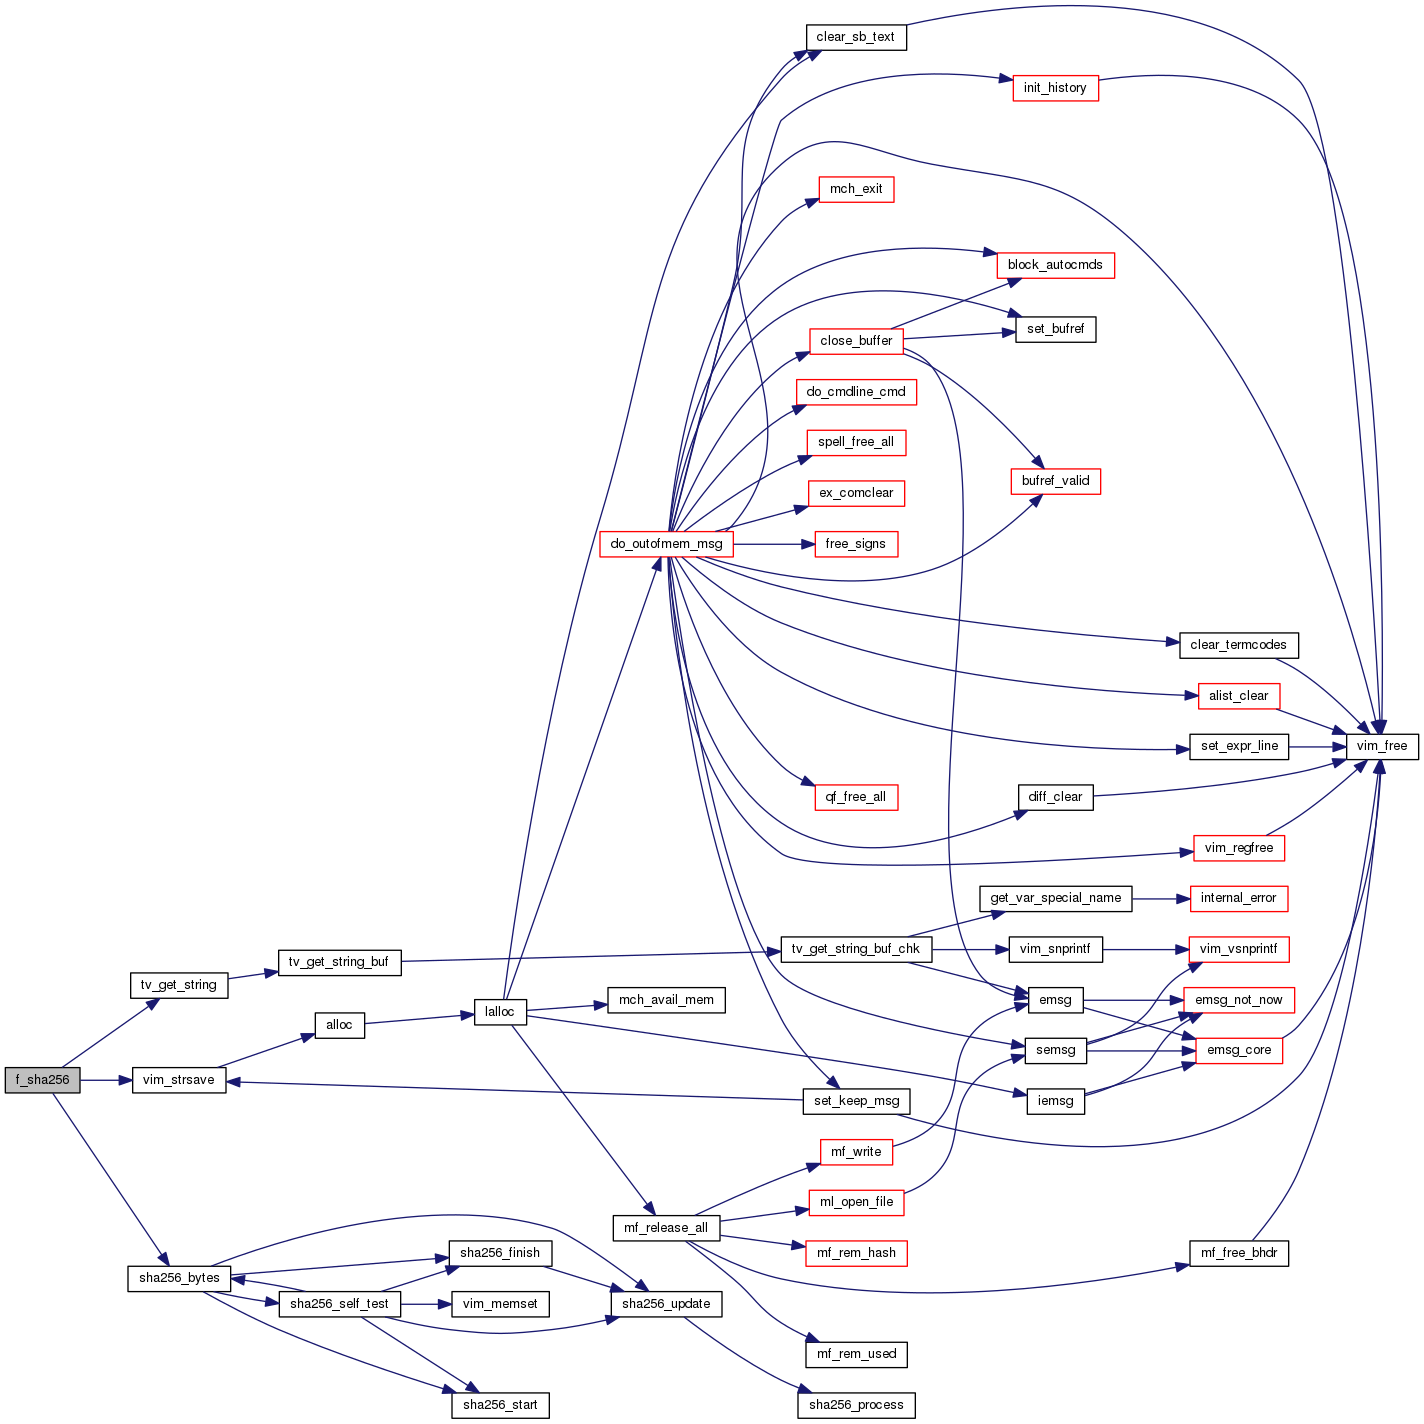 clear_sb_text
init_history
mch_exit
block_autocmds
set_bufref
close_buffer
do_cmdline_cmd
spell_free_all
bufref_valid
ex_comclear
do_outofmem_msg
free_signs
clear_termcodes
alist_clear
set_expr_line
vim_free
qf_free_all
diff_clear
vim_regfree
get_var_special_name
internal_error
tv_get_string_buf_chk
vim_snprintf
vim_vsnprintf
tv_get_string_buf
tv_get_string
mch_avail_mem
emsg
emsg_not_now
lalloc
alloc
semsg
emsg_core
f_sha256
vim_strsave
set_keep_msg
iemsg
mf_write
ml_open_file
mf_release_all
mf_rem_hash
mf_free_bhdr
sha256_finish
sha256_bytes
sha256_self_test
vim_memset
sha256_update
mf_rem_used
sha256_start
sha256_process